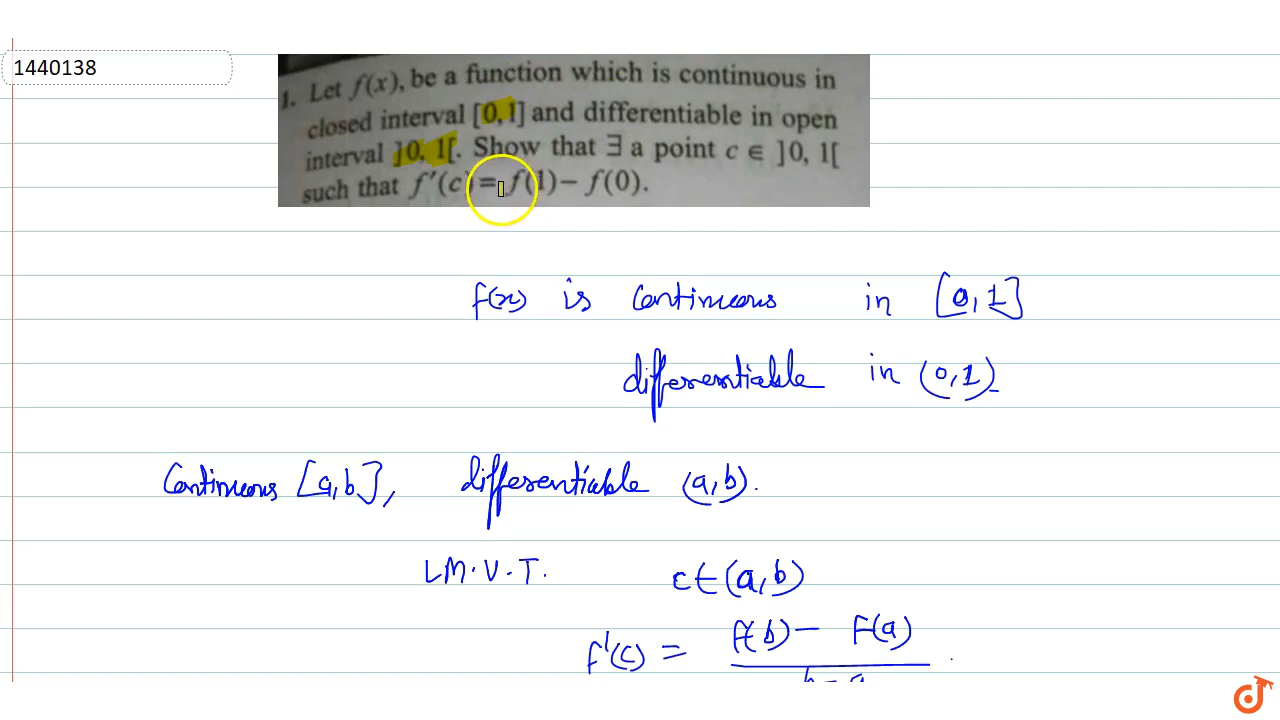 1440138
1. Let f(x), be a function which is continuous in
closed interval [0, 1] and differentiable in open
interval ]0, 1[. Show that ∃ a point c ∈ ]0, 1[
such that f′(c) = f(1) − f(0).
f(x) is continuous in [0, 1]
differentiable in (0, 1)
Continuous [a, b], differentiable (a, b).
LM.V.T. c ∈ (a, b)
f'(c) = f(b) − f(a)
b − a